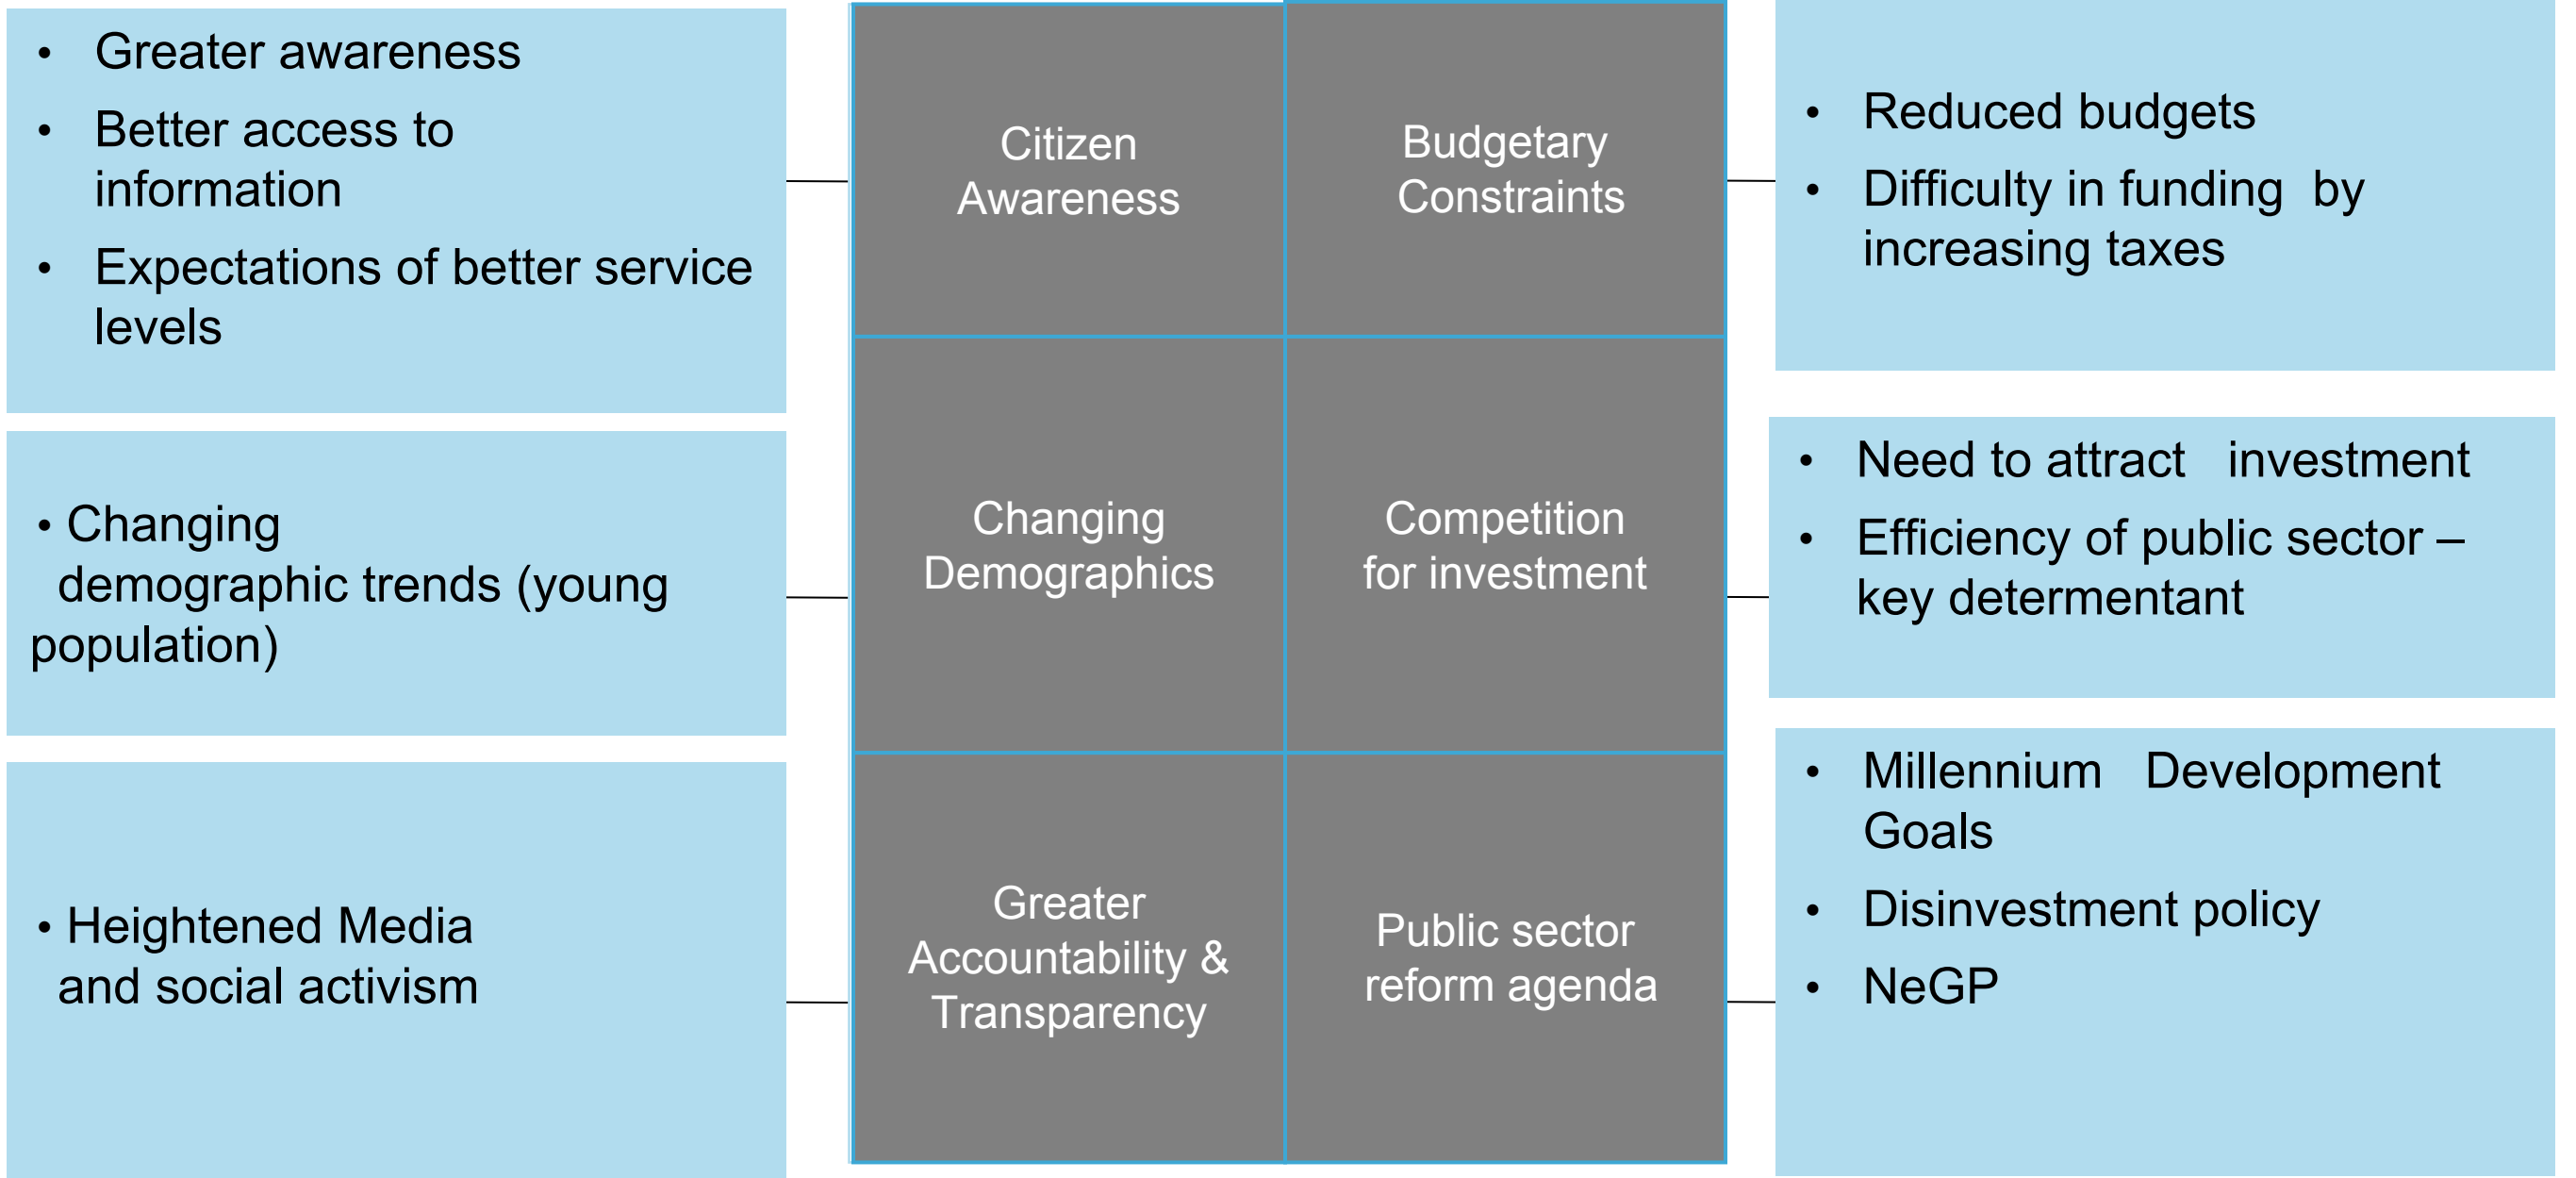 • Greater awareness
• Better access to
information
• Expectations of better service
levels
Citizen
Awareness
Budgetary
Constraints
• Reduced budgets
• Difficulty in funding by
increasing taxes
• Changing
demographic trends (young
population)
Changing
Demographics
Competition
for investment
• Need to attract investment
• Efficiency of public sector –
key determentant
• Heightened Media
and social activism
Greater
Accountability &
Transparency
Public sector
reform agenda
• Millennium Development
Goals
• Disinvestment policy
• NeGP